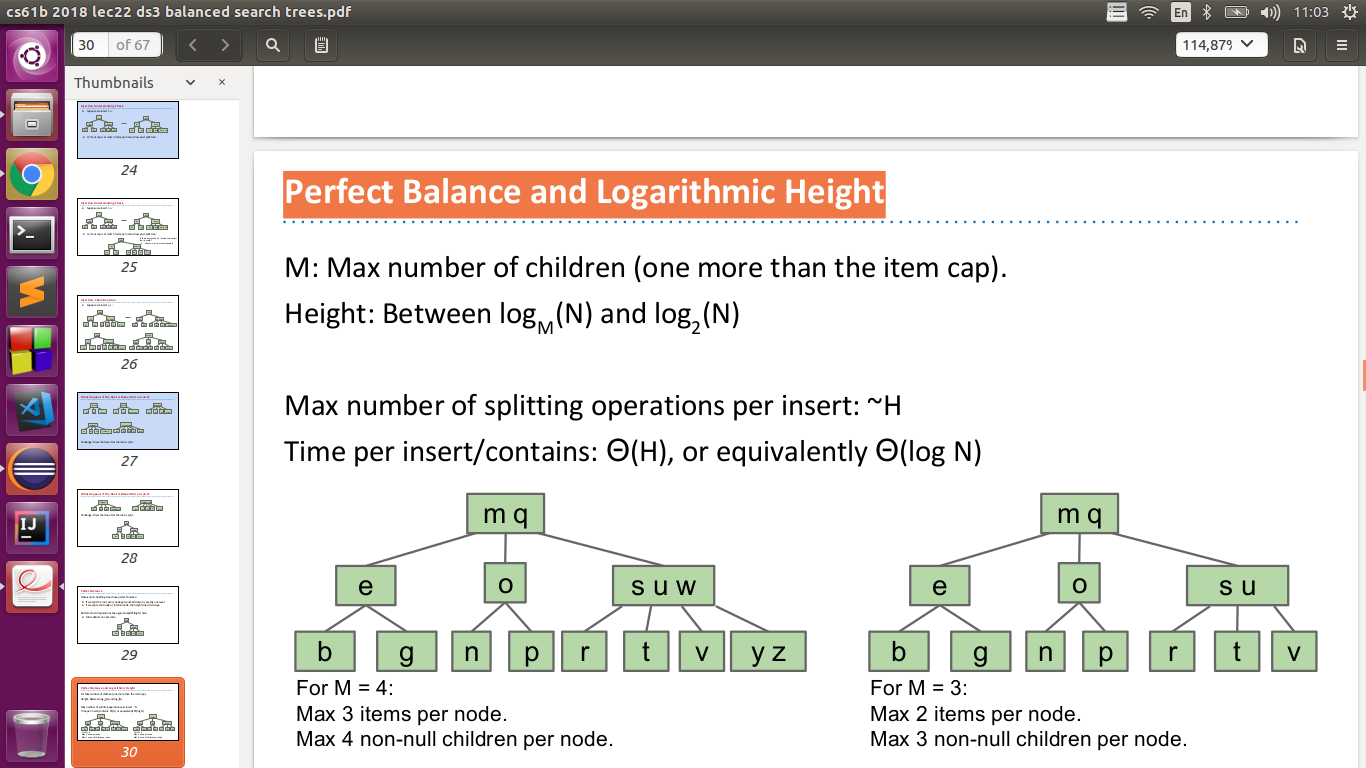 cs61b 2018 lec22 ds3 balanced search trees.pdf
En
11:03
30 of 67
114,87%
Thumbnails
24
25
26
27
28
29
30
Perfect Balance and Logarithmic Height
M: Max number of children (one more than the item cap).
Height: Between logM(N) and log2(N)
Max number of splitting operations per insert: ~H
Time per insert/contains: Θ(H), or equivalently Θ(log N)
m q
e o s u w
b g n p r t v y z
For M = 4:
Max 3 items per node.
Max 4 non-null children per node.
m q
e o s u
b g n p r t v
For M = 3:
Max 2 items per node.
Max 3 non-null children per node.
IJ